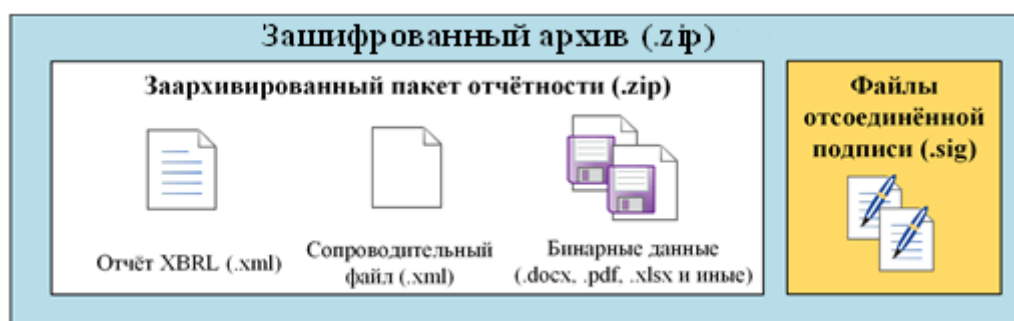 Зашифрованный архив (.zip)
Заархивированный пакет отчётности (.zip)
Файлы
отсоединённой
подписи (.sig)
Отчёт XBRL (.xml)
Сопроводительный
файл (.xml)
Бинарные данные
(.docx, .pdf, .xlsx и иные)